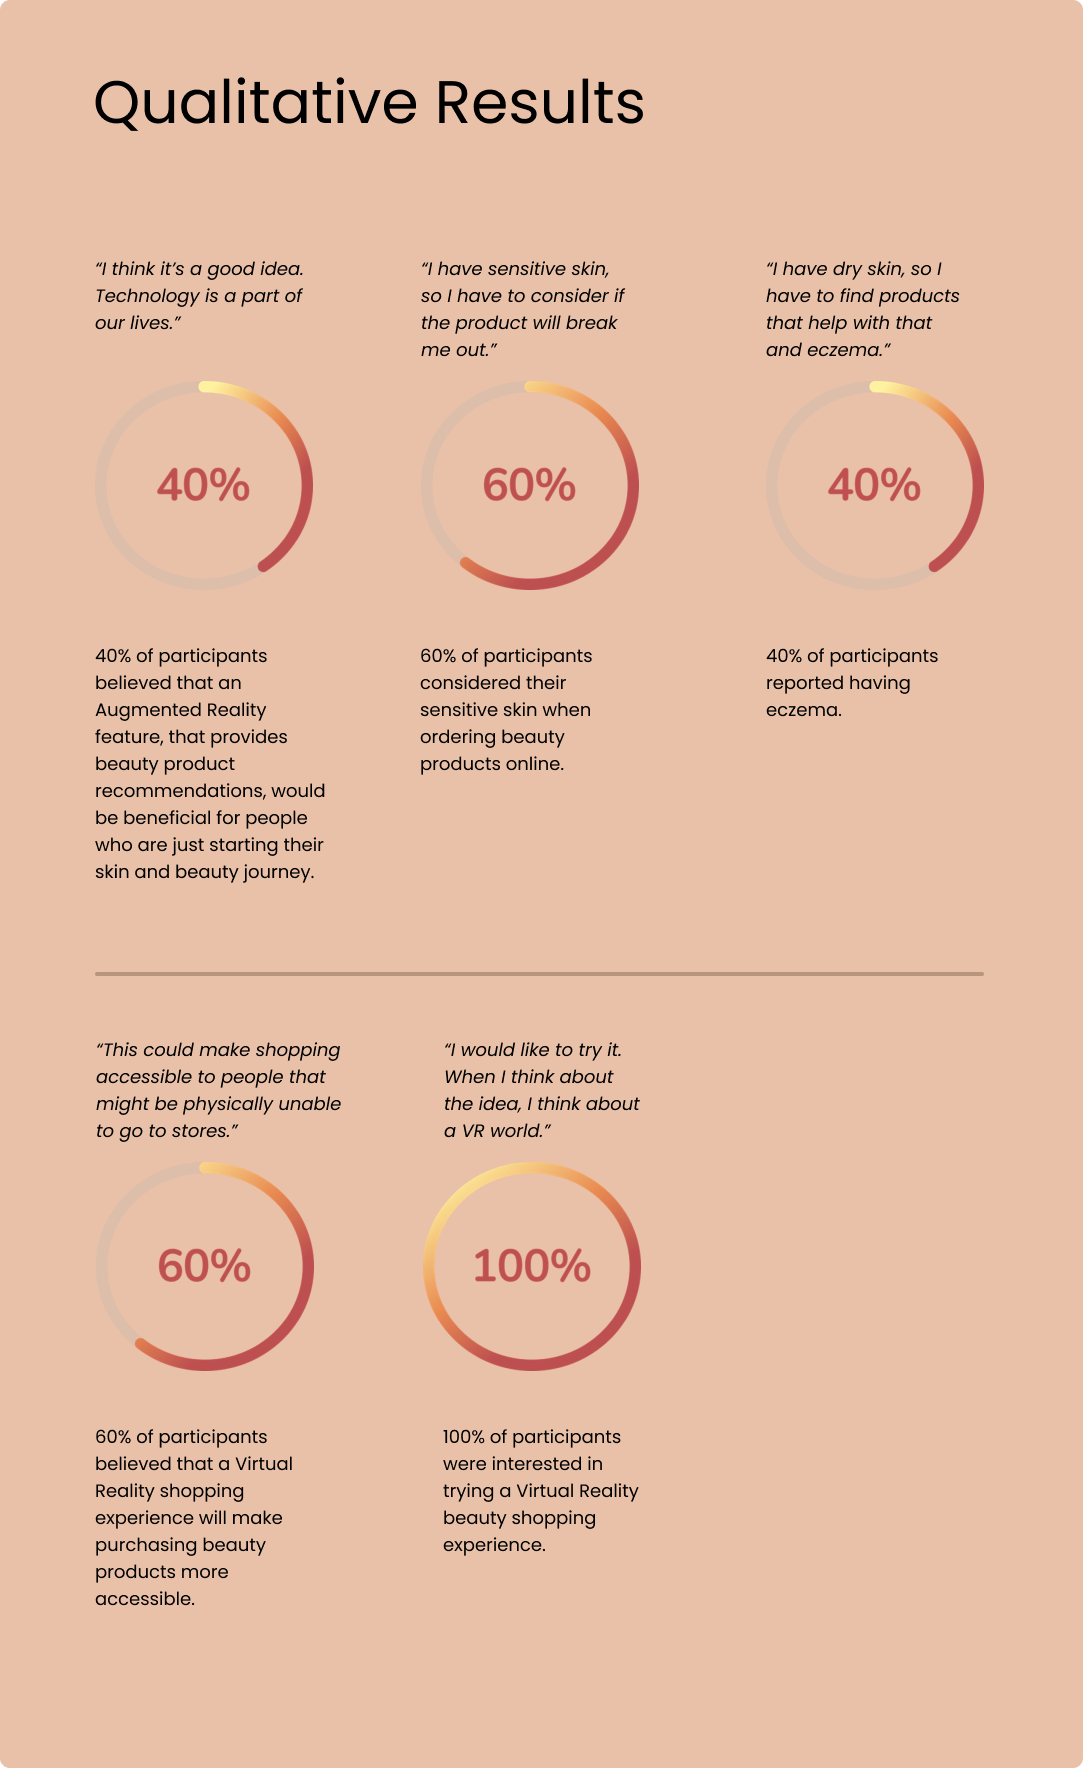 Qualitative Results
“I think it’s a good idea.
Technology is a part of
our lives.”
“I have sensitive skin,
so I have to consider if
the product will break
me out.”
“I have dry skin, so I
have to find products
that help with that
and eczema.”
40%
60%
40%
40% of participants
believed that an
Augmented Reality
feature, that provides
beauty product
recommendations, would
be beneficial for people
who are just starting their
skin and beauty journey.
60% of participants
considered their
sensitive skin when
ordering beauty
products online.
40% of participants
reported having
eczema.
“This could make shopping
accessible to people that
might be physically unable
to go to stores.”
“I would like to try it.
When I think about
the idea, I think about
a VR world.”
60%
100%
60% of participants
believed that a Virtual
Reality shopping
experience will make
purchasing beauty
products more
accessible.
100% of participants
were interested in
trying a Virtual Reality
beauty shopping
experience.